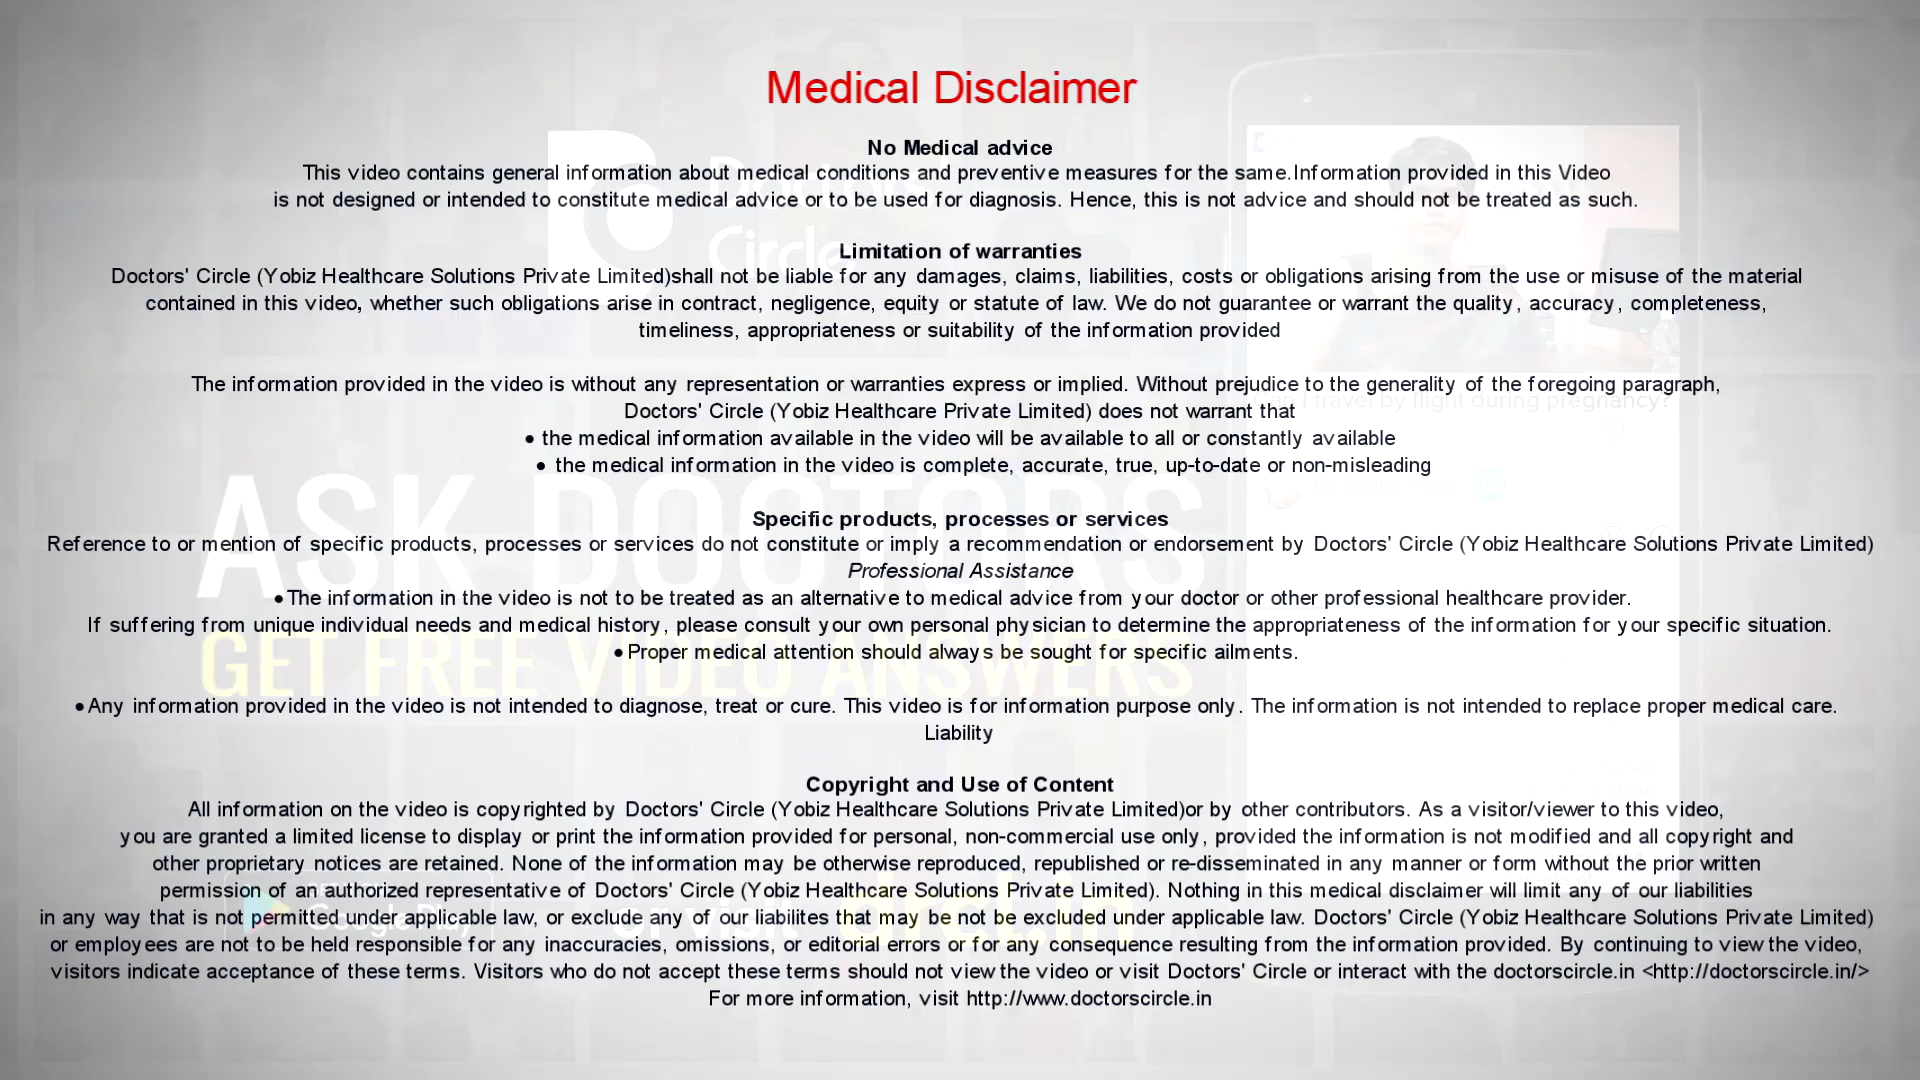 Medical Disclaimer
No Medical advice
This video contains general information about medical conditions and preventive measures for the same.Information provided in this Video
is not designed or intended to constitute medical advice or to be used for diagnosis. Hence, this is not advice and should not be treated as such.
Limitation of warranties
Doctors' Circle (Yobiz Healthcare Solutions Private Limited)shall not be liable for any damages, claims, liabilities, costs or obligations arising from the use or misuse of the material
contained in this video, whether such obligations arise in contract, negligence, equity or statute of law. We do not guarantee or warrant the quality, accuracy, completeness,
timeliness, appropriateness or suitability of the information provided
The information provided in the video is without any representation or warranties express or implied. Without prejudice to the generality of the foregoing paragraph,
Doctors' Circle (Yobiz Healthcare Private Limited) does not warrant that
• the medical information available in the video will be available to all or constantly available
• the medical information in the video is complete, accurate, true, up-to-date or non-misleading
Specific products, processes or services
Reference to or mention of specific products, processes or services do not constitute or imply a recommendation or endorsement by Doctors' Circle (Yobiz Healthcare Solutions Private Limited)
Professional Assistance
•The information in the video is not to be treated as an alternative to medical advice from your doctor or other professional healthcare provider.
If suffering from unique individual needs and medical history, please consult your own personal physician to determine the appropriateness of the information for your specific situation.
•Proper medical attention should always be sought for specific ailments.
•Any information provided in the video is not intended to diagnose, treat or cure. This video is for information purpose only. The information is not intended to replace proper medical care.
Liability
Copyright and Use of Content
All information on the video is copyrighted by Doctors' Circle (Yobiz Healthcare Solutions Private Limited)or by other contributors. As a visitor/viewer to this video,
you are granted a limited license to display or print the information provided for personal, non-commercial use only, provided the information is not modified and all copyright and
other proprietary notices are retained. None of the information may be otherwise reproduced, republished or re-disseminated in any manner or form without the prior written
permission of an authorized representative of Doctors' Circle (Yobiz Healthcare Solutions Private Limited). Nothing in this medical disclaimer will limit any of our liabilities
in any way that is not permitted under applicable law, or exclude any of our liabilites that may be not be excluded under applicable law. Doctors' Circle (Yobiz Healthcare Solutions Private Limited)
or employees are not to be held responsible for any inaccuracies, omissions, or editorial errors or for any consequence resulting from the information provided. By continuing to view the video,
visitors indicate acceptance of these terms. Visitors who do not accept these terms should not view the video or visit Doctors' Circle or interact with the doctorscircle.in <http://doctorscircle.in/>
For more information, visit http://www.doctorscircle.in
Doctors
Circle
ASK DOCTORS
GET FREE VIDEO ANSWERS
Google Play
or visit drcl.in
Can I travel by flight during pregnancy?